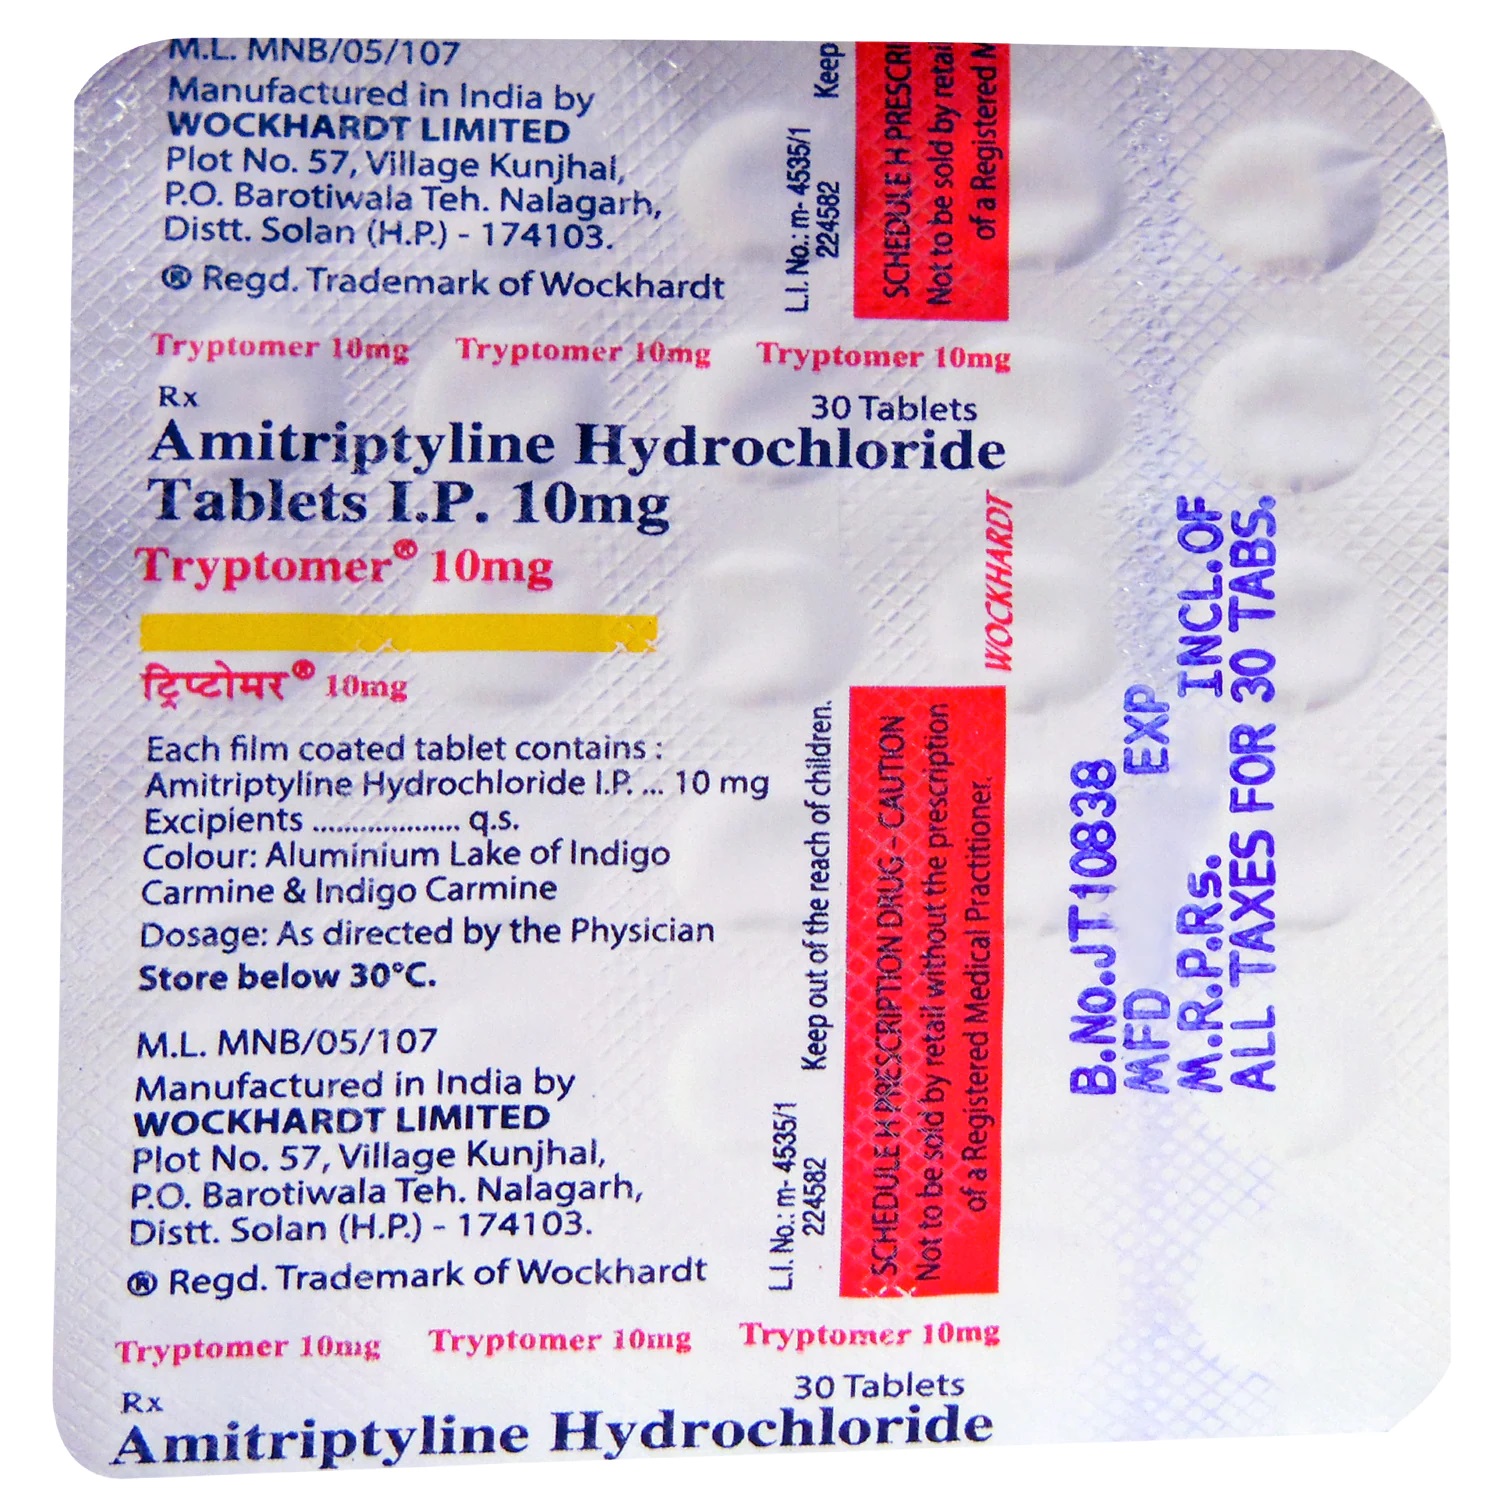 M.L. MNB/05/107
Manufactured in India by
WOCKHARDT LIMITED
Plot No. 57, Village Kunjhal,
P.O. Barotiwala Teh. Nalagarh,
Distt. Solan (H.P.) - 174103.
® Regd. Trademark of Wockhardt
L.I. No.: m- 4535/1
224582
Keep
SCHEDULE H PRESCRI
Not to be sold by retai
of a Registered M
Tryptomer 10mg Tryptomer 10mg Tryptomer 10mg
Rx
30 Tablets
Amitriptyline Hydrochloride
Tablets I.P. 10mg
Tryptomer® 10mg
WOCKHARDT
ट्रिप्टोमर® 10mg
Each film coated tablet contains :
Amitriptyline Hydrochloride I.P. ... 10 mg
Excipients ................... q.s.
Colour: Aluminium Lake of Indigo
Carmine & Indigo Carmine
Dosage: As directed by the Physician
Store below 30°C.
M.L. MNB/05/107
Manufactured in India by
WOCKHARDT LIMITED
Plot No. 57, Village Kunjhal,
P.O. Barotiwala Teh. Nalagarh,
Distt. Solan (H.P.) - 174103.
® Regd. Trademark of Wockhardt
L.I. No.: m- 4535/1
224582
Keep out of the reach of children.
SCHEDULE H PRESCRIPTION DRUG - CAUTION
Not to be sold by retail without the prescription
of a Registered Medical Practitioner.
B.No.JT10838
MFD EXP
M.R.P.Rs. INCL.OF
ALL TAXES FOR 30 TABS.
Tryptomer 10mg Tryptomer 10mg Tryptomer 10mg
Rx
30 Tablets
Amitriptyline Hydrochloride